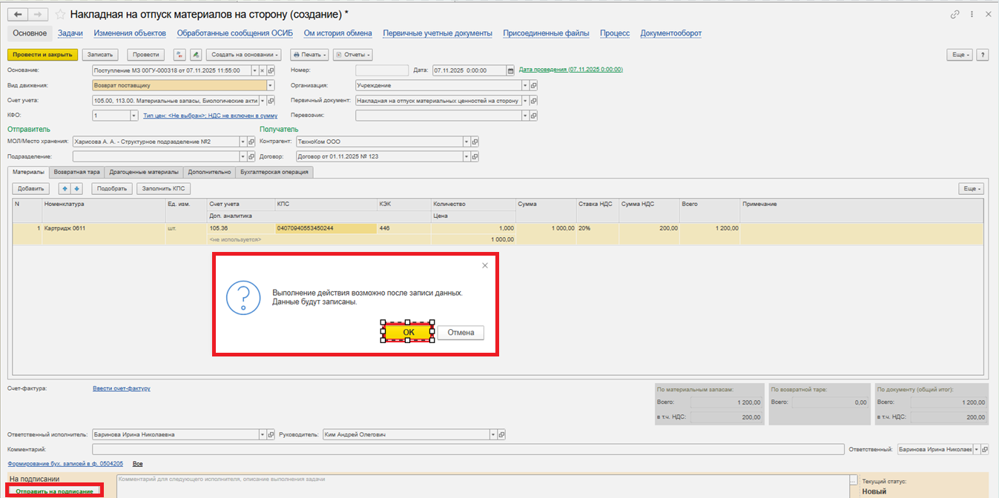 Накладная на отпуск материалов на сторону (создание) *
Основное Задачи Изменения объектов Обработанные сообщения ОСИБ Ом история обмена Первичные учетные документы Присоединенные файлы Процесс Документооборот
Провести и закрыть Записать Провести Создать на основании Печать Отчеты Еще ?
Основание: Поступление МЗ 00ГУ-000318 от 07.11.2025 11:55:00 Номер: Дата: 07.11.2025 0:00:00 Дата проведения (07.11.2025 0:00:00)
Вид движения: Возврат поставщику Организация: Учреждение
Счет учета: 105.00, 113.00. Материальные запасы, Биологические акти Первичный документ: Накладная на отпуск материальных ценностей на сторону
КФО: 1 Тип цен: <Не выбран>; НДС не включен в сумму Перевозчик:
Отправитель Получатель
МОЛ/Место хранения: Харисова А. А. - Структурное подразделение №2 Контрагент: ТехноКом ООО
Подразделение: Договор: Договор от 01.11.2025 № 123
Материалы Возвратная тара Драгоценные материалы Дополнительно Бухгалтерская операция
Добавить Подобрать Заполнить КПС Еще
N Номенклатура Ед. изм. Счет учета КПС КЭК Количество Сумма Ставка НДС Сумма НДС Всего Примечание
Доп. аналитика Цена
1 Картридж 0611 шт. 105.36 04070940553450244 446 1,000 1 000,00 20% 200,00 1 200,00
<не используется> 1 000,00
Выполнение действия возможно после записи данных.
Данные будут записаны.
ОК Отмена
Счет-фактура: Ввести счет-фактуру
По материальным запасам: По возвратной таре: По документу (общий итог):
Всего: 1 200,00 Всего: 0,00 Всего: 1 200,00
в т.ч. НДС: 200,00 в т.ч. НДС: 200,00
Ответственный исполнитель: Баринова Ирина Николаевна Руководитель: Ким Андрей Олегович
Комментарий: Ответственный: Баринова Ирина Николаев
Формирование бух. записей в ф. 0504205 Все
На подписании Комментарий для следующего исполнителя, описание выполнения задачи ... Текущий статус:
Отправить на подписание Новый